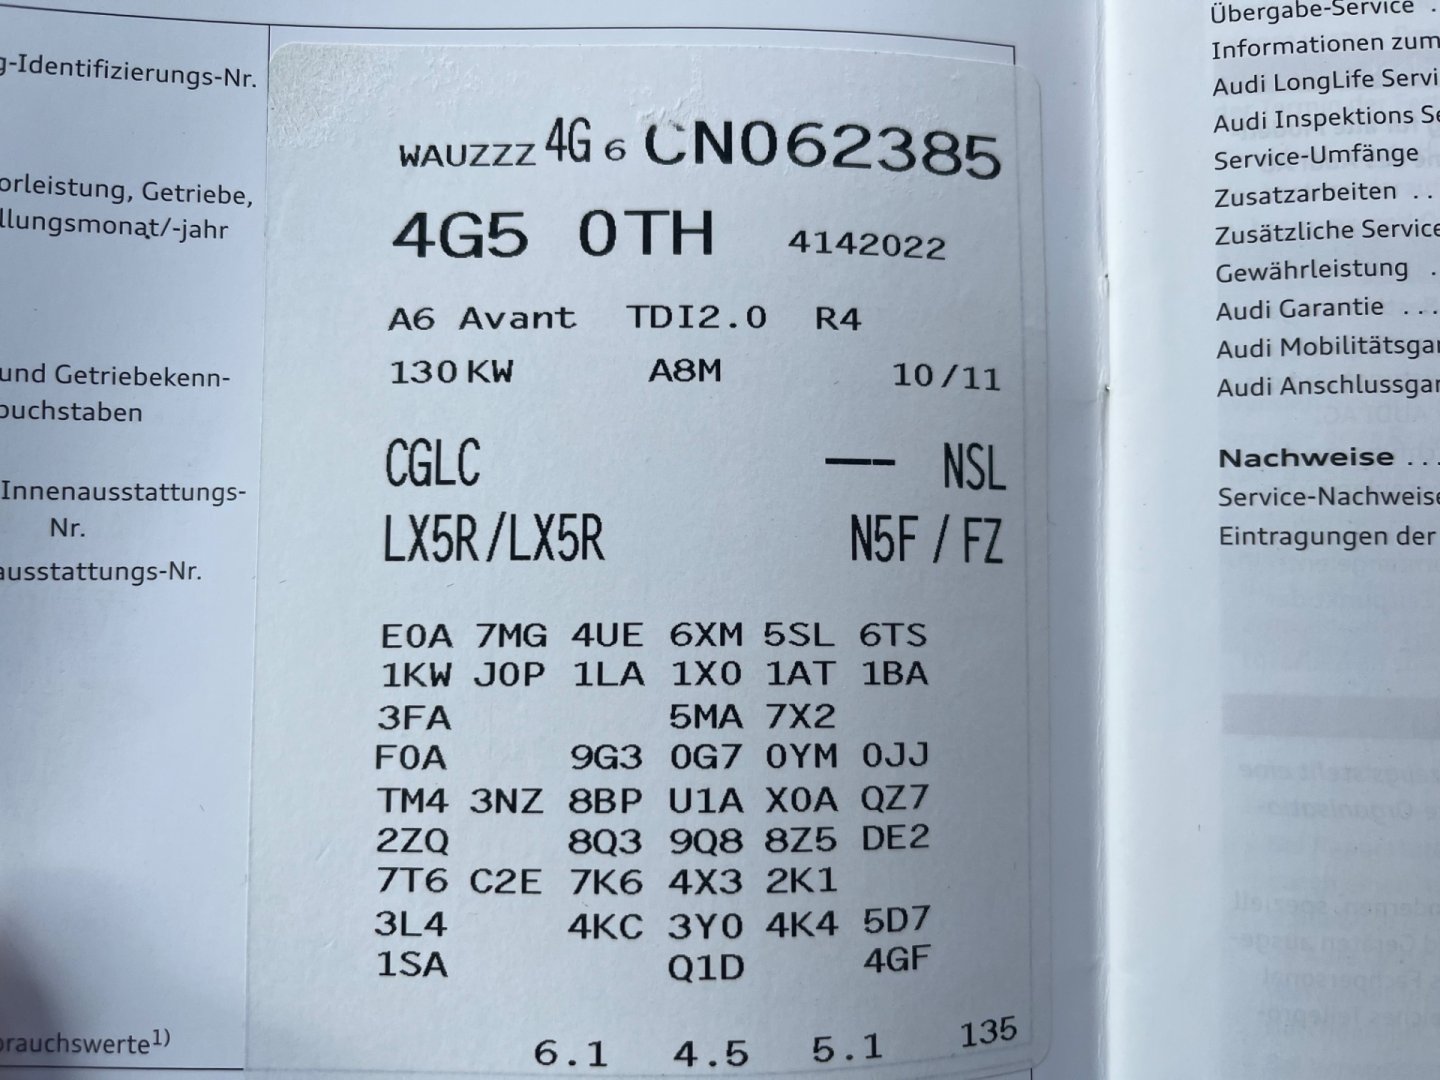 g-Identifizierungs-Nr.
orleistung, Getriebe,
llungsmonat/-jahr
und Getriebekenn-
buchstaben
Innenausstattungs-
Nr.
ausstattungs-Nr.
brauchswerte1)
WAUZZZ 4G 6 CN062385
4G5 0TH 4142022
A6 Avant TDI2.0 R4
130 KW A8M 10/11
CGLC --- NSL
LX5R/LX5R N5F / FZ
E0A 7MG 4UE 6XM 5SL 6TS
1KW J0P 1LA 1X0 1AT 1BA
3FA 5MA 7X2
F0A 9G3 0G7 0YM 0JJ
TM4 3NZ 8BP U1A X0A QZ7
2ZQ 8Q3 9Q8 8Z5 DE2
7T6 C2E 7K6 4X3 2K1
3L4 4KC 3Y0 4K4 5D7
1SA Q1D 4GF
6.1 4.5 5.1 135
Übergabe-Service .
Informationen zum
Audi LongLife Servi
Audi Inspektions Se
Service-Umfänge
Zusatzarbeiten . .
Zusätzliche Service
Gewährleistung .
Audi Garantie . . .
Audi Mobilitätsgar
Audi Anschlussgar
Nachweise . . .
Service-Nachweise
Eintragungen der